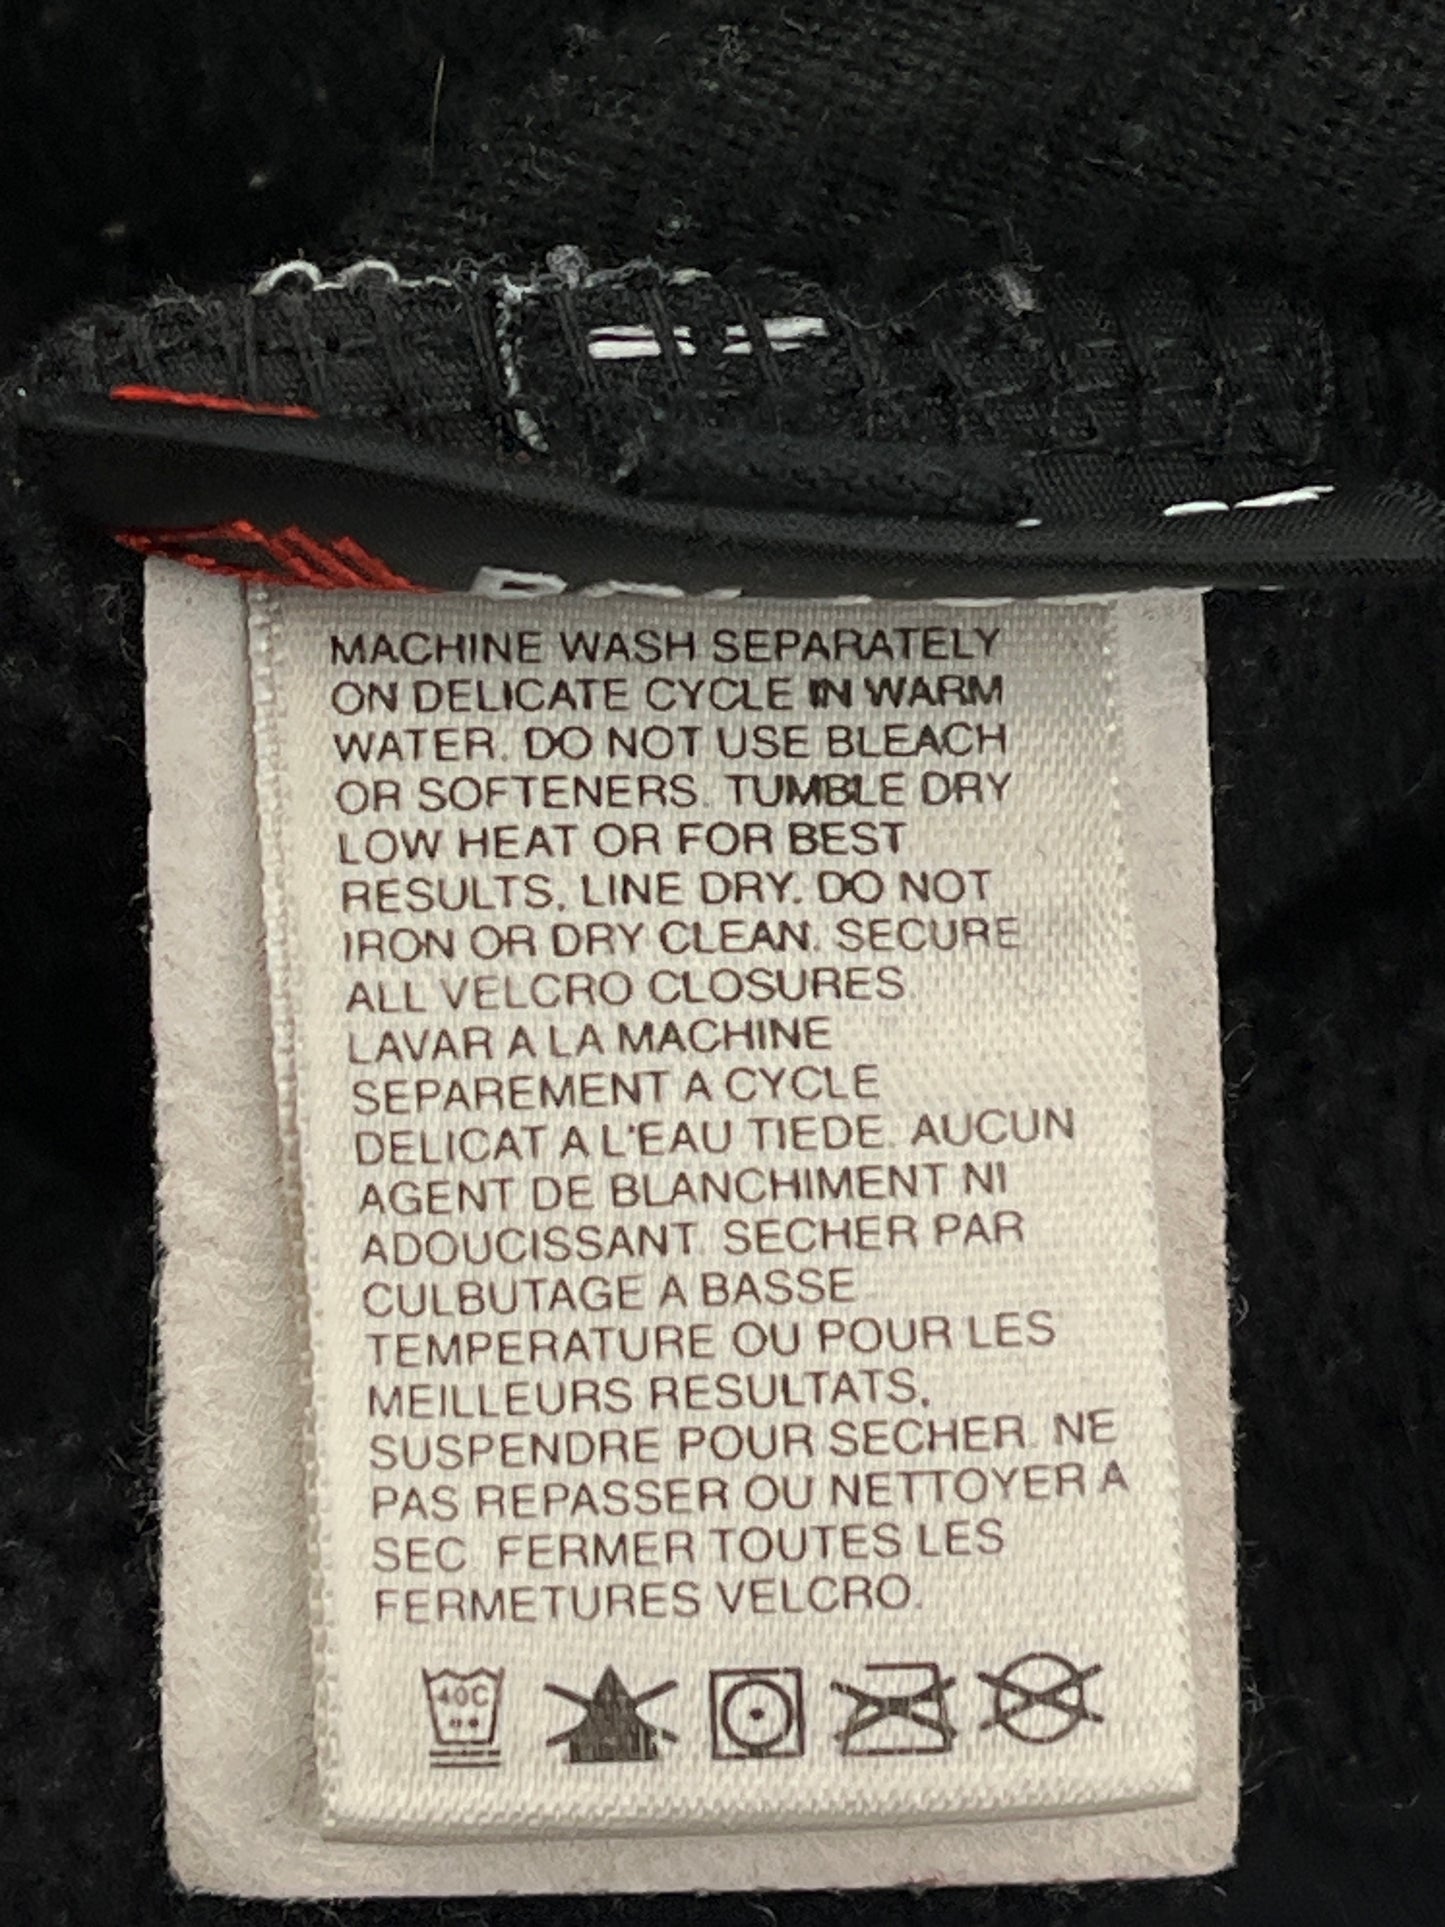 MACHINE WASH SEPARATELY
ON DELICATE CYCLE IN WARM
WATER. DO NOT USE BLEACH
OR SOFTENERS. TUMBLE DRY
LOW HEAT OR FOR BEST
RESULTS, LINE DRY. DO NOT
IRON OR DRY CLEAN. SECURE
ALL VELCRO CLOSURES.
LAVAR A LA MACHINE
SEPAREMENT A CYCLE
DELICAT A L'EAU TIEDE. AUCUN
AGENT DE BLANCHIMENT NI
ADOUCISSANT. SECHER PAR
CULBUTAGE A BASSE
TEMPERATURE OU POUR LES
MEILLEURS RESULTATS,
SUSPENDRE POUR SECHER. NE
PAS REPASSER OU NETTOYER A
SEC. FERMER TOUTES LES
FERMETURES VELCRO.
40C